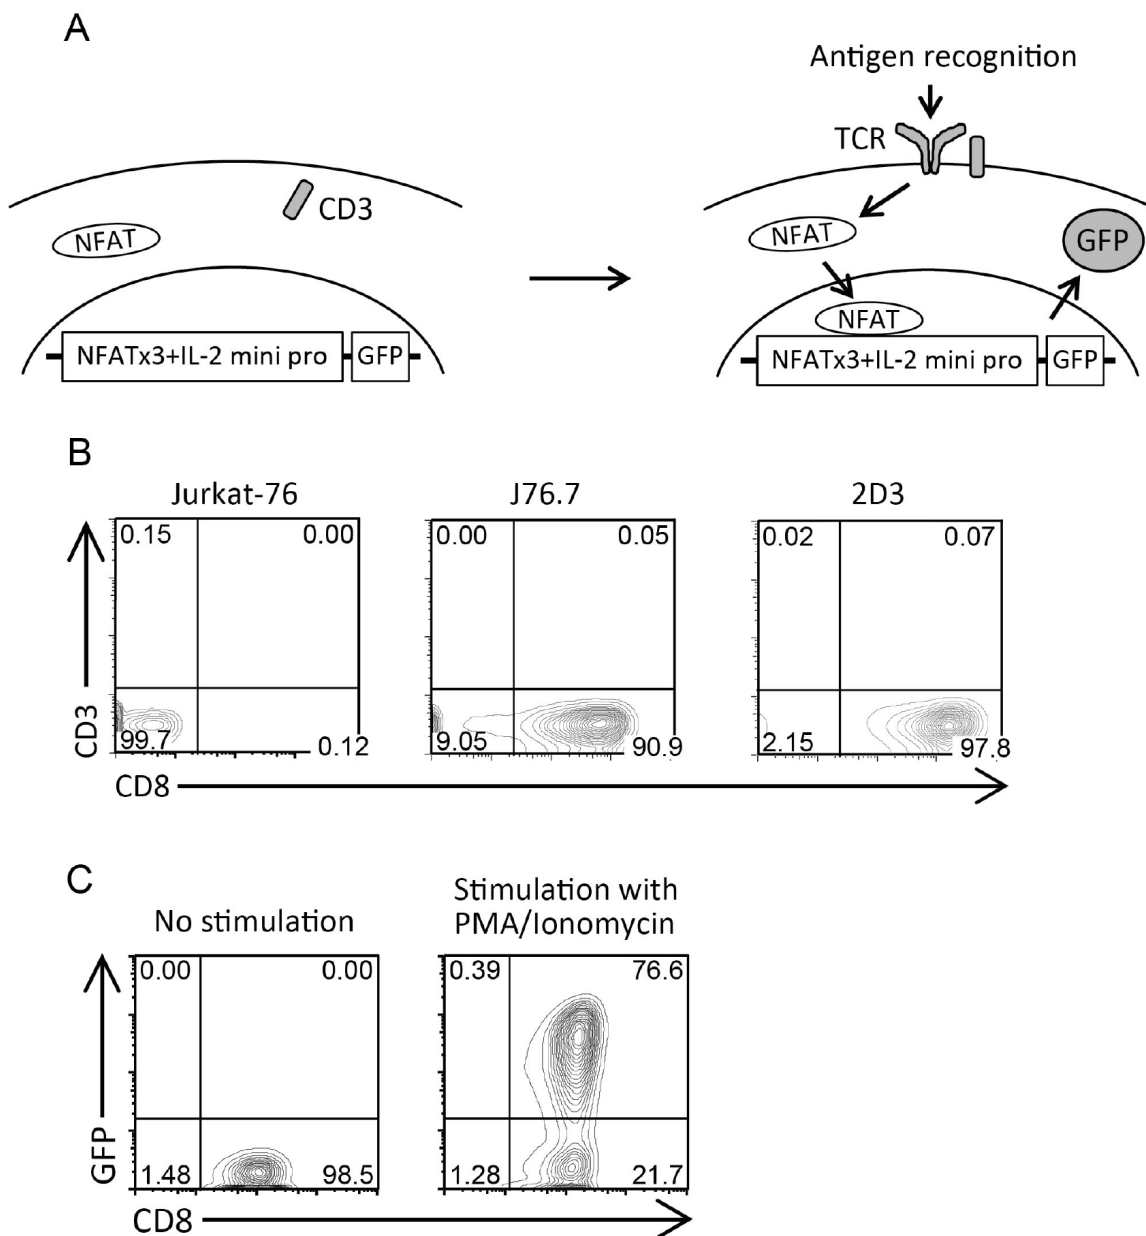 A
Antigen recognition
TCR
CD3
NFAT
NFATx3+IL-2 mini pro
GFP
NFAT
GFP
NFAT
NFATx3+IL-2 mini pro
GFP
B
Jurkat-76
J76.7
2D3
0.15
0.00
0.00
0.05
0.02
0.07
CD3
99.7
0.12
9.05
90.9
2.15
97.8
CD8
C
No stimulation
Stimulation with
PMA/Ionomycin
0.00
0.00
0.39
76.6
GFP
1.48
98.5
1.28
21.7
CD8